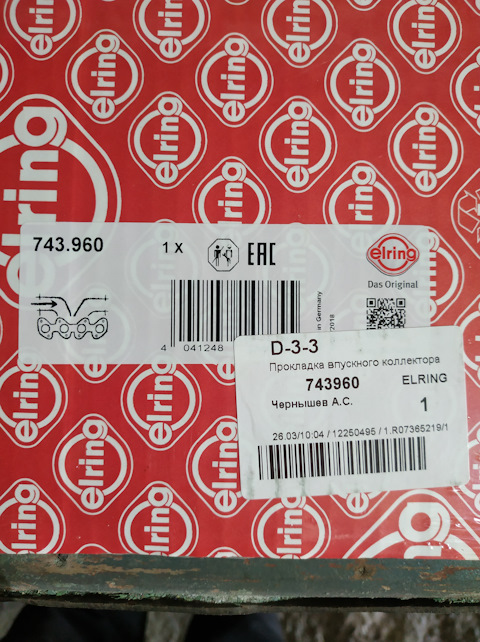 elring
743.960
1 X
EAC
elring
Das Original
4 041248
in Germany
/2018
D-3-3
Прокладка впускного коллектора
743960 ELRING
Чернышев А.С. 1
26.03/10:04 / 12250495 / 1.R07365219/1